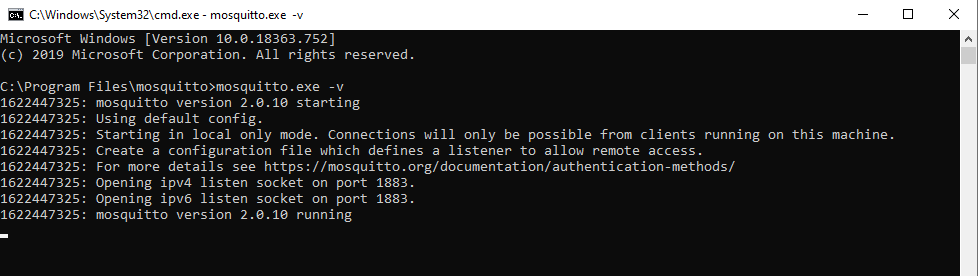 C:\Windows\System32\cmd.exe - mosquitto.exe -v
Microsoft Windows [Version 10.0.18363.752]
(c) 2019 Microsoft Corporation. All rights reserved.
C:\Program Files\mosquitto>mosquitto.exe -v
1622447325: mosquitto version 2.0.10 starting
1622447325: Using default config.
1622447325: Starting in local only mode. Connections will only be possible from clients running on this machine.
1622447325: Create a configuration file which defines a listener to allow remote access.
1622447325: For more details see https://mosquitto.org/documentation/authentication-methods/
1622447325: Opening ipv4 listen socket on port 1883.
1622447325: Opening ipv6 listen socket on port 1883.
1622447325: mosquitto version 2.0.10 running